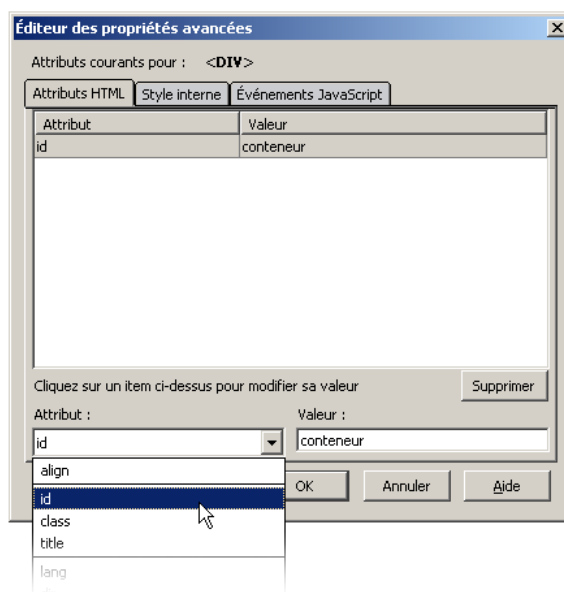 Éditeur des propriétés avancées
Attributs courants pour : <DIV>
Attributs HTML Style interne Événements JavaScript
Attribut Valeur
id conteneur
Cliquez sur un item ci-dessus pour modifier sa valeur Supprimer
Attribut : Valeur :
id conteneur
align
OK Annuler Aide
id
class
title
lang